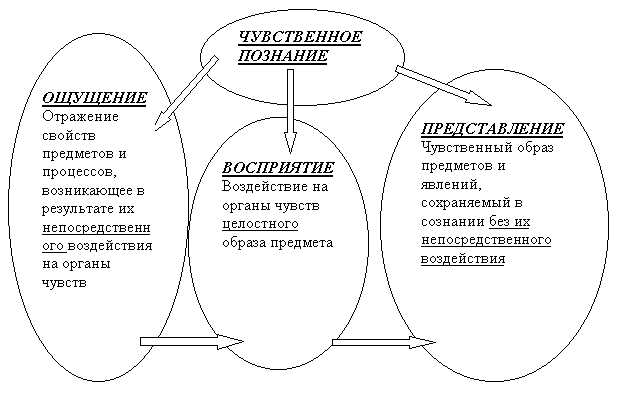 ЧУВСТВЕННОЕ
ПОЗНАНИЕ
ОЩУЩЕНИЕ
Отражение
свойств
предметов и
процессов,
возникающее в
результате их
непосредственн
ого воздействия
на органы
чувств
ВОСПРИЯТИЕ
Воздействие на
органы чувств
целостного
образа предмета
ПРЕДСТАВЛЕНИЕ
Чувственный образ
предметов и
явлений,
сохраняемый в
сознании без их
непосредственного
воздействия